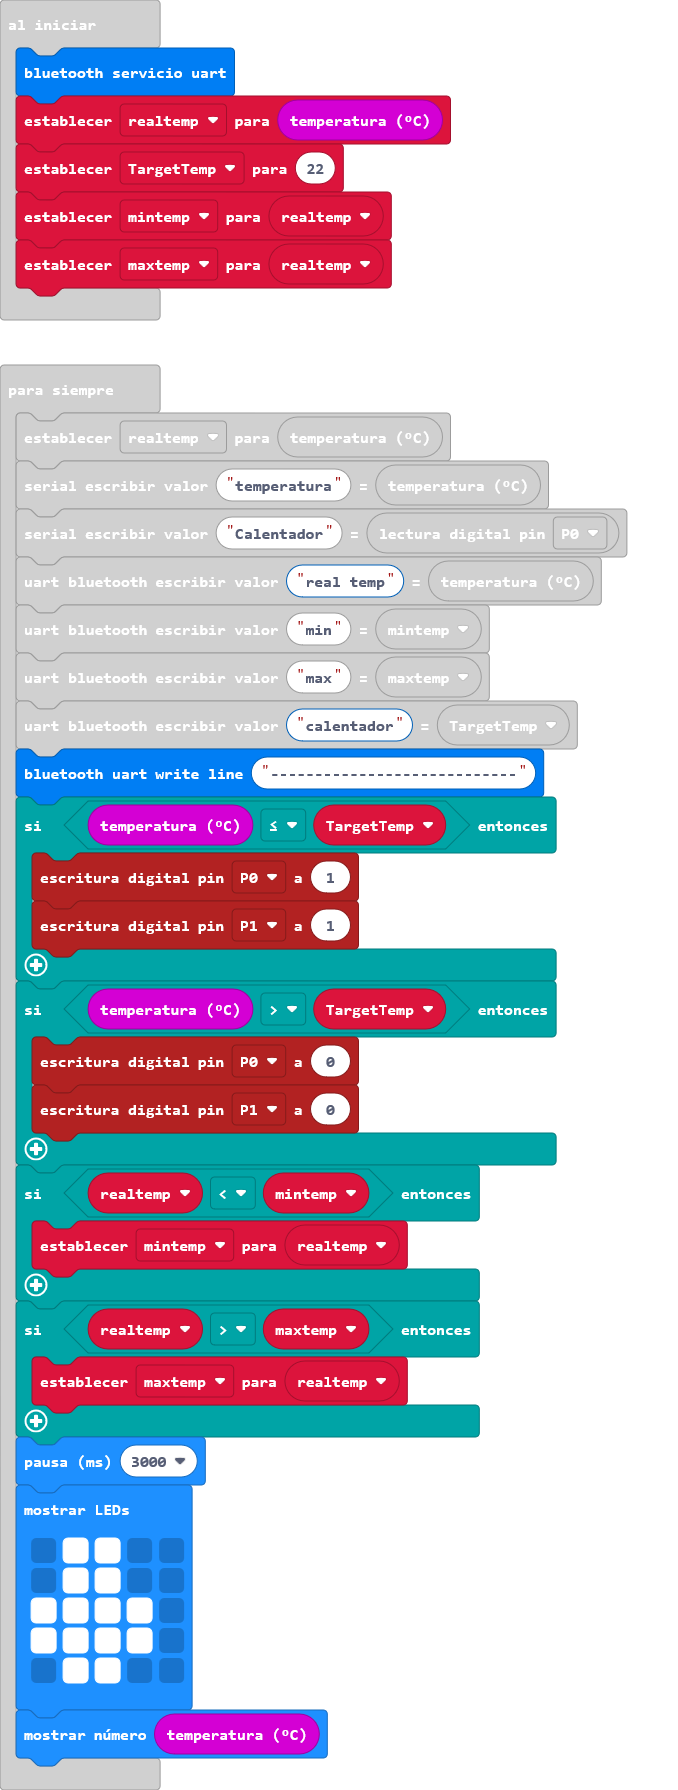 al iniciar
bluetooth servicio uart
establecer realtemp para temperatura (ºC)
establecer TargetTemp para 22
establecer mintemp para realtemp
establecer maxtemp para realtemp
para siempre
establecer realtemp para temperatura (ºC)
serial escribir valor "temperatura" = temperatura (ºC)
serial escribir valor "Calentador" = lectura digital pin P0
uart bluetooth escribir valor "real temp" = temperatura (ºC)
uart bluetooth escribir valor "min" = mintemp
uart bluetooth escribir valor "max" = maxtemp
uart bluetooth escribir valor "calentador" = TargetTemp
bluetooth uart write line "----------------------------"
si temperatura (ºC) ≤ TargetTemp entonces
escritura digital pin P0 a 1
escritura digital pin P1 a 1
si temperatura (ºC) > TargetTemp entonces
escritura digital pin P0 a 0
escritura digital pin P1 a 0
si realtemp < mintemp entonces
establecer mintemp para realtemp
si realtemp > maxtemp entonces
establecer maxtemp para realtemp
pausa (ms) 3000
mostrar LEDs
mostrar número temperatura (ºC)